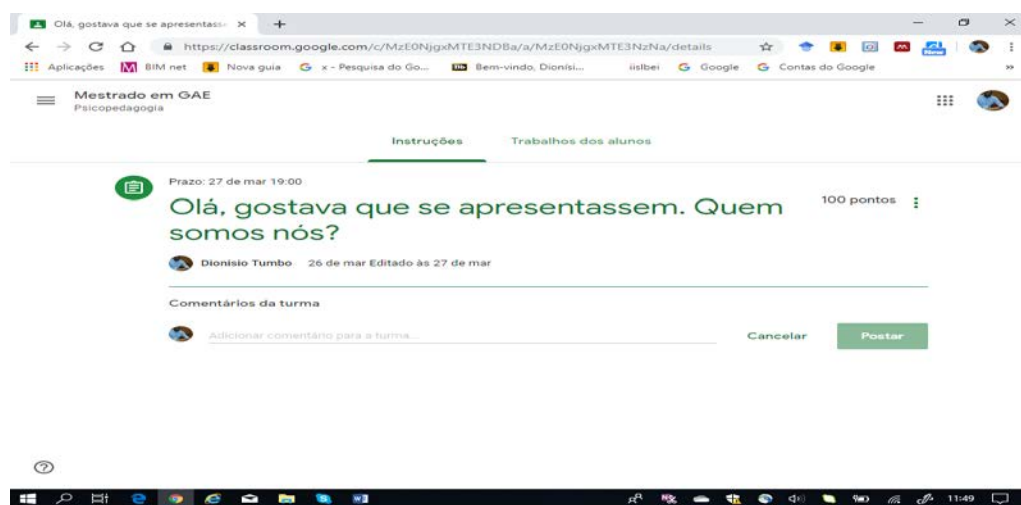 Olá, gostava que se apresentass
https://classroom.google.com/c/MzE0NjgxMTE3NDBa/a/MzE0NjgxMTE3NzNa/details
Aplicações BIM net Nova guia x - Pesquisa do Go... Bem-vindo, Dionísi... iislbei Google Contas do Google
New
Mestrado em GAE
Psicopedagogia
Instruções Trabalhos dos alunos
Prazo: 27 de mar 19:00
Olá, gostava que se apresentassem. Quem 100 pontos
somos nós?
Dionisio Tumbo 26 de mar Editado às 27 de mar
Comentários da turma
Adicionar comentário para a turma... Cancelar Postar
11:49